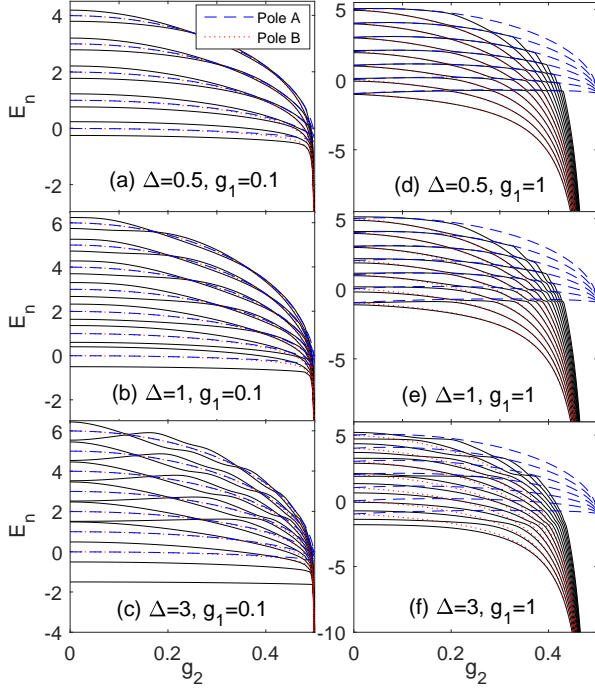 Pole A
Pole B
E_n
4
2
0
-2
(a) Δ=0.5, g_1=0.1
E_n
6
4
2
0
-2
(b) Δ=1, g_1=0.1
E_n
6
4
2
0
-2
-4
(c) Δ=3, g_1=0.1
0 0.2 0.4
g_2
5
0
-5
(d) Δ=0.5, g_1=1
5
0
-5
(e) Δ=1, g_1=1
5
0
-5
-10
(f) Δ=3, g_1=1
0 0.2 0.4
g_2